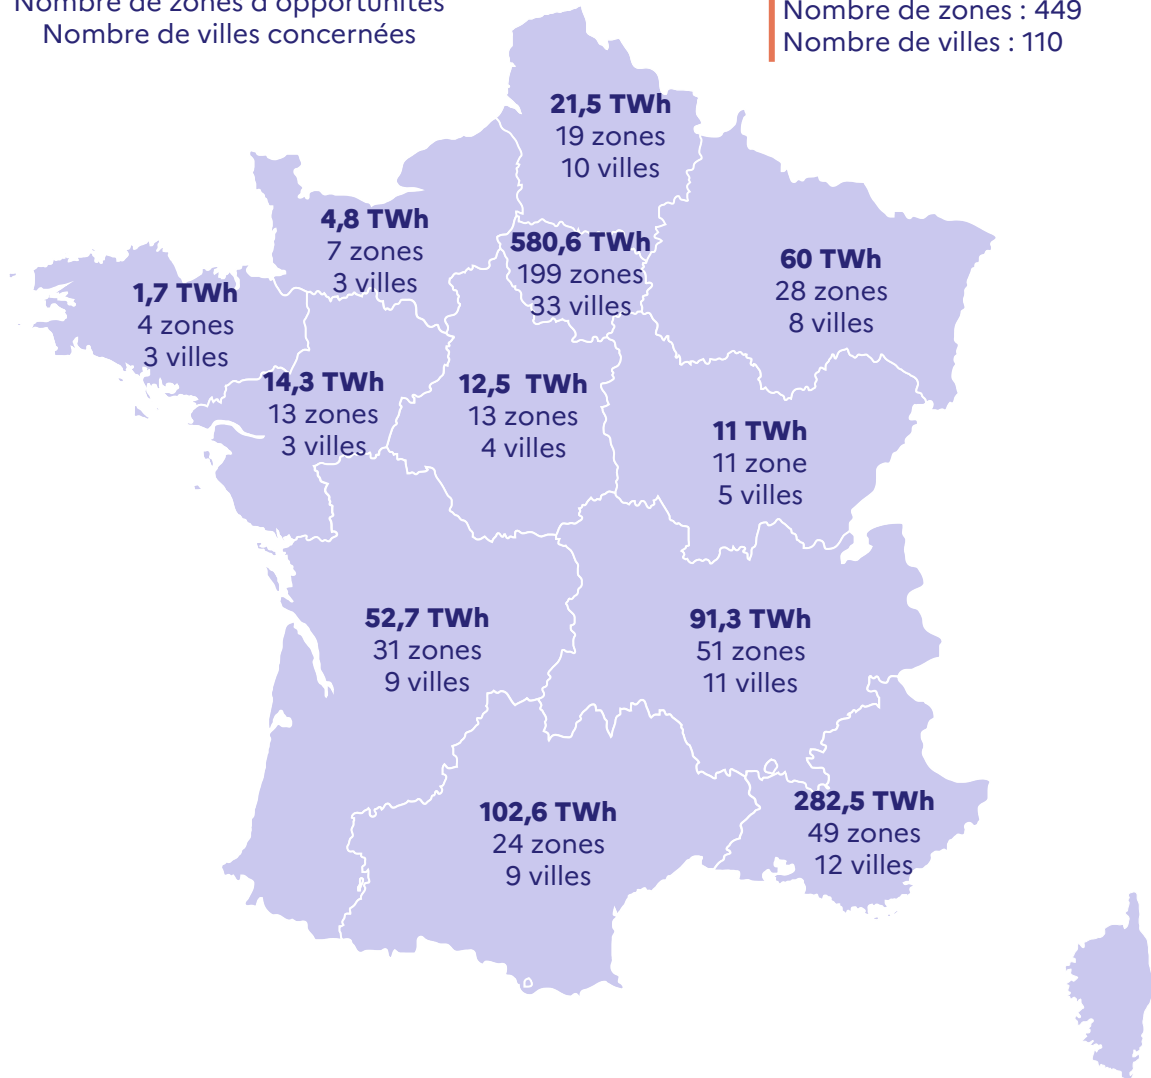 Nombre de zones d'opportunités
Nombre de villes concernées
Nombre de zones : 449
Nombre de villes : 110
21,5 TWh
19 zones
10 villes
4,8 TWh
7 zones
3 villes
580,6 TWh
199 zones
33 villes
60 TWh
28 zones
8 villes
1,7 TWh
4 zones
3 villes
14,3 TWh
13 zones
3 villes
12,5 TWh
13 zones
4 villes
11 TWh
11 zone
5 villes
52,7 TWh
31 zones
9 villes
91,3 TWh
51 zones
11 villes
102,6 TWh
24 zones
9 villes
282,5 TWh
49 zones
12 villes